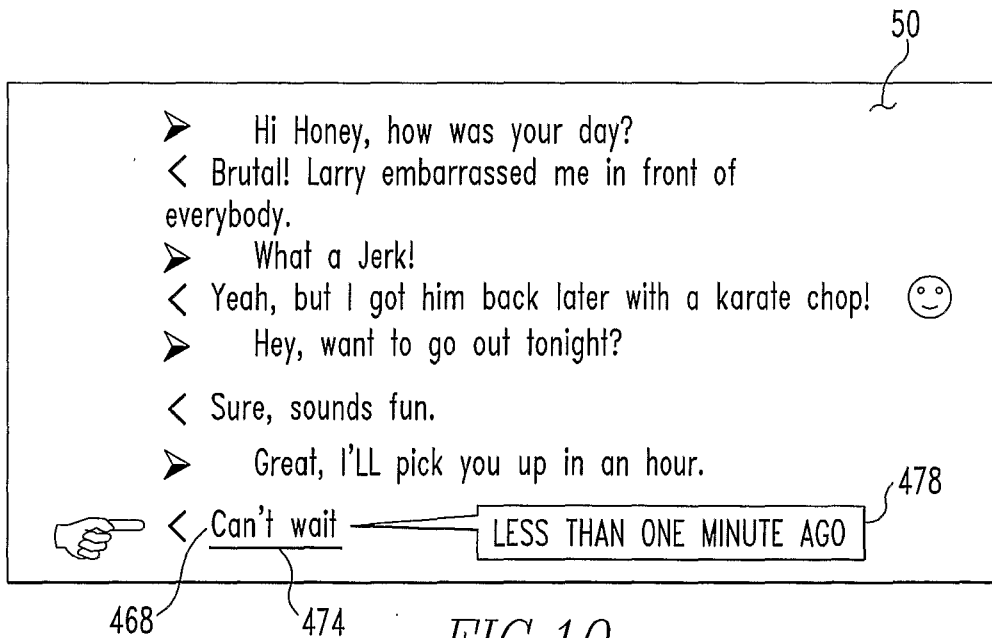 50
Hi Honey, how was your day?
< Brutal! Larry embarrassed me in front of
everybody.
What a Jerk!
< Yeah, but I got him back later with a karate chop!
Hey, want to go out tonight?
< Sure, sounds fun.
Great, I'LL pick you up in an hour.
478
< Can't wait LESS THAN ONE MINUTE AGO
468 474
FIG.10